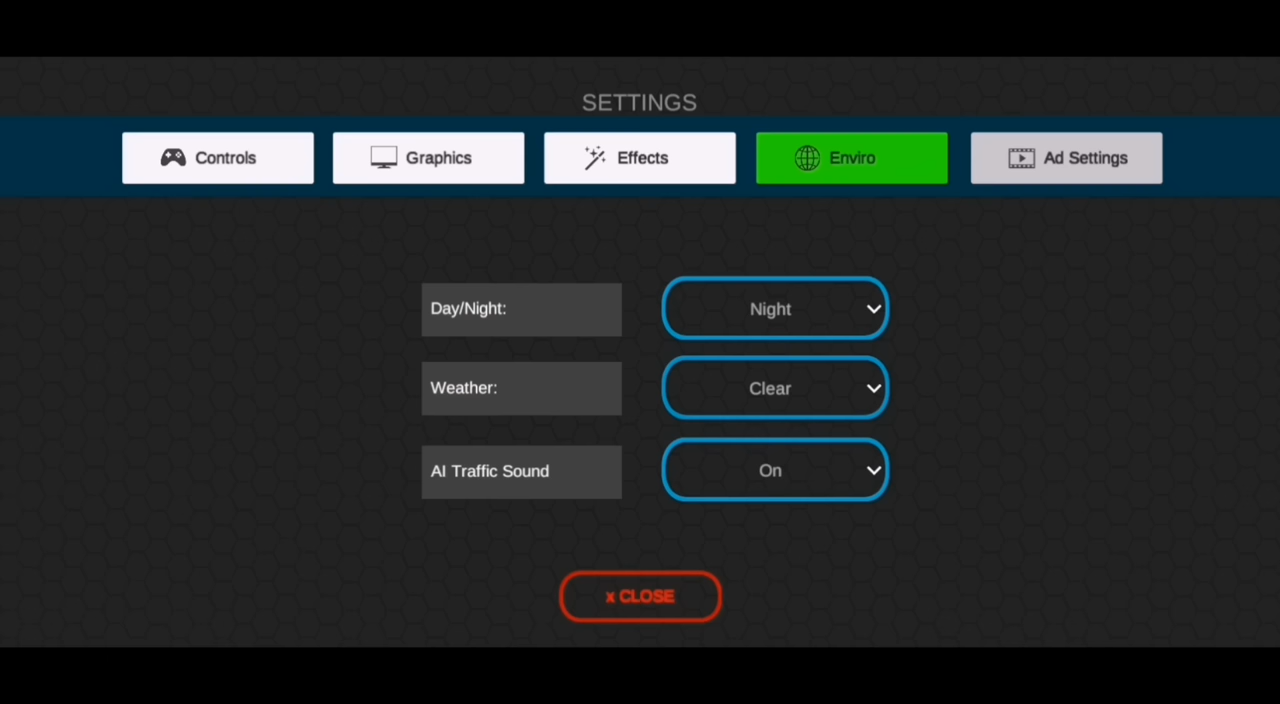 SETTINGS
Controls
Graphics
Effects
Enviro
Ad Settings
Day/Night:
Night
Weather:
Clear
AI Traffic Sound
On
x CLOSE